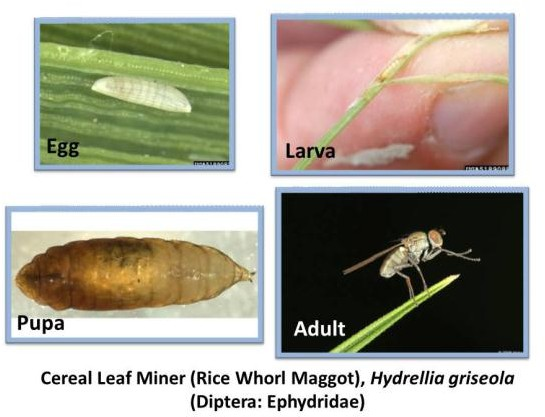 Egg
Larva
Pupa
Adult
Cereal Leaf Miner (Rice Whorl Maggot), Hydrellia griseola
(Diptera: Ephydridae)